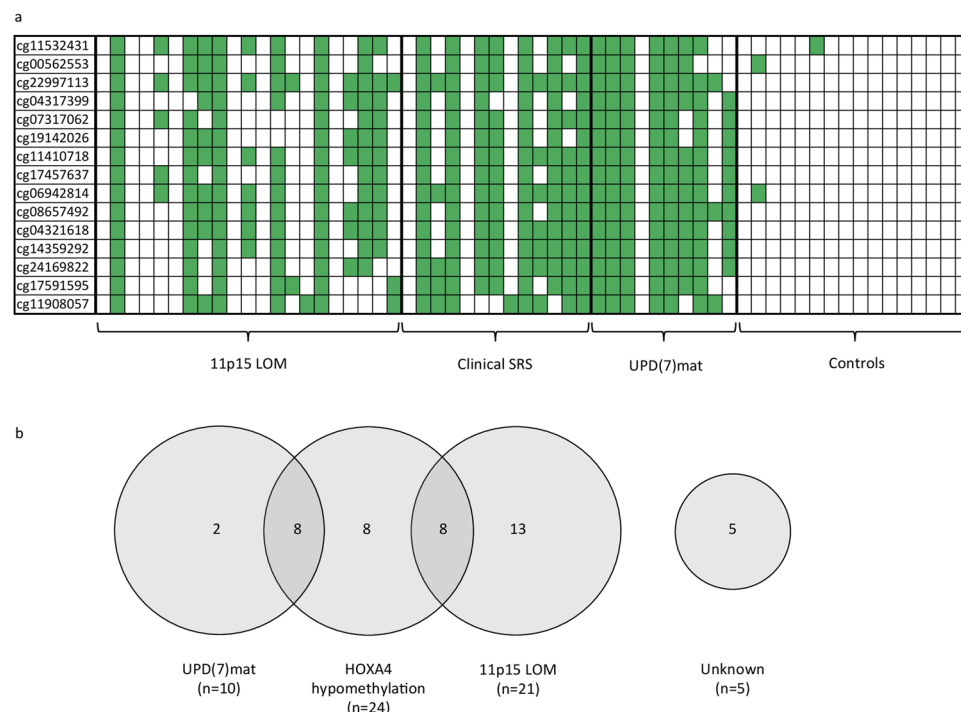 a
cg11532431
cg00562553
cg22997113
cg04317399
cg07317062
cg19142026
cg11410718
cg17457637
cg06942814
cg08657492
cg04321618
cg14359292
cg24169822
cg17591595
cg11908057
11p15 LOM
Clinical SRS
UPD(7)mat
Controls
b
2
8
8
8
13
5
UPD(7)mat
(n=10)
HOXA4
hypomethylation
(n=24)
11p15 LOM
(n=21)
Unknown
(n=5)